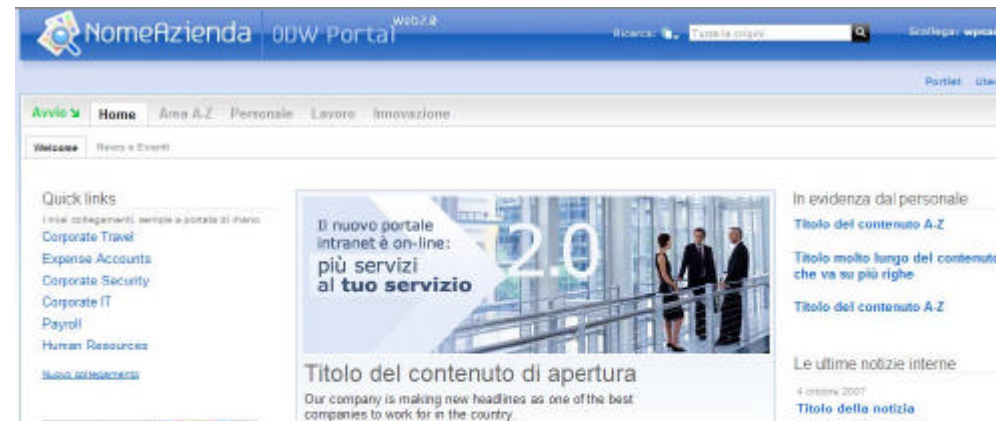 NomeAzienda ODW Portal Web2.0
Ricerca: Tutte le origini
Scollega:
Portlet
Avvio Home Area A-Z Personale Lavoro Innovazione
Welcome News e Eventi
Quick links
I miei collegamenti, sempre a portata di mano.
Corporate Travel
Expense Accounts
Corporate Security
Corporate IT
Payroll
Human Resources
Nuovo collegamento
Il nuovo portale
intranet è on-line:
più servizi
al tuo servizio
2.0
Titolo del contenuto di apertura
Our company is making new headlines as one of the best
companies to work for in the country.
In evidenza dal personale
Titolo del contenuto A-Z
Titolo molto lungo del contenuto
che va su più righe
Titolo del contenuto A-Z
Le ultime notizie interne
4 ottobre 2007
Titolo della notizia